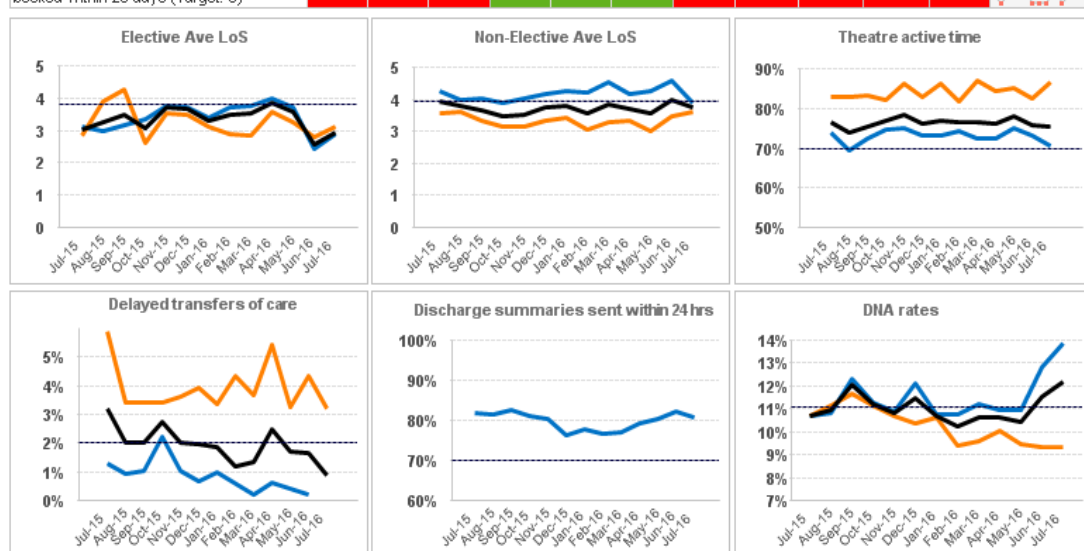 booked within 28 days (Target: 0)
Elective Ave LoS
5
4
3
2
1
0
Jul-15
Aug-15
Sep-15
Oct-15
Nov-15
Dec-15
Jan-16
Feb-16
Mar-16
Apr-16
May-16
Jun-16
Jul-16
Non-Elective Ave LoS
5
4
3
2
1
0
Jul-15
Aug-15
Sep-15
Oct-15
Nov-15
Dec-15
Jan-16
Feb-16
Mar-16
Apr-16
May-16
Jun-16
Jul-16
Theatre active time
90%
80%
70%
60%
50%
Jul-15
Aug-15
Sep-15
Oct-15
Nov-15
Dec-15
Jan-16
Feb-16
Mar-16
Apr-16
May-16
Jun-16
Jul-16
Delayed transfers of care
5%
4%
3%
2%
1%
0%
Jul-15
Aug-15
Sep-15
Oct-15
Nov-15
Dec-15
Jan-16
Feb-16
Mar-16
Apr-16
May-16
Jun-16
Jul-16
Discharge summaries sent within 24 hrs
100%
90%
80%
70%
60%
Jul-15
Aug-15
Sep-15
Oct-15
Nov-15
Dec-15
Jan-16
Feb-16
Mar-16
Apr-16
May-16
Jun-16
Jul-16
DNA rates
14%
13%
12%
11%
10%
9%
8%
7%
Jul-15
Aug-15
Sep-15
Oct-15
Nov-15
Dec-15
Jan-16
Feb-16
Mar-16
Apr-16
May-16
Jun-16
Jul-16